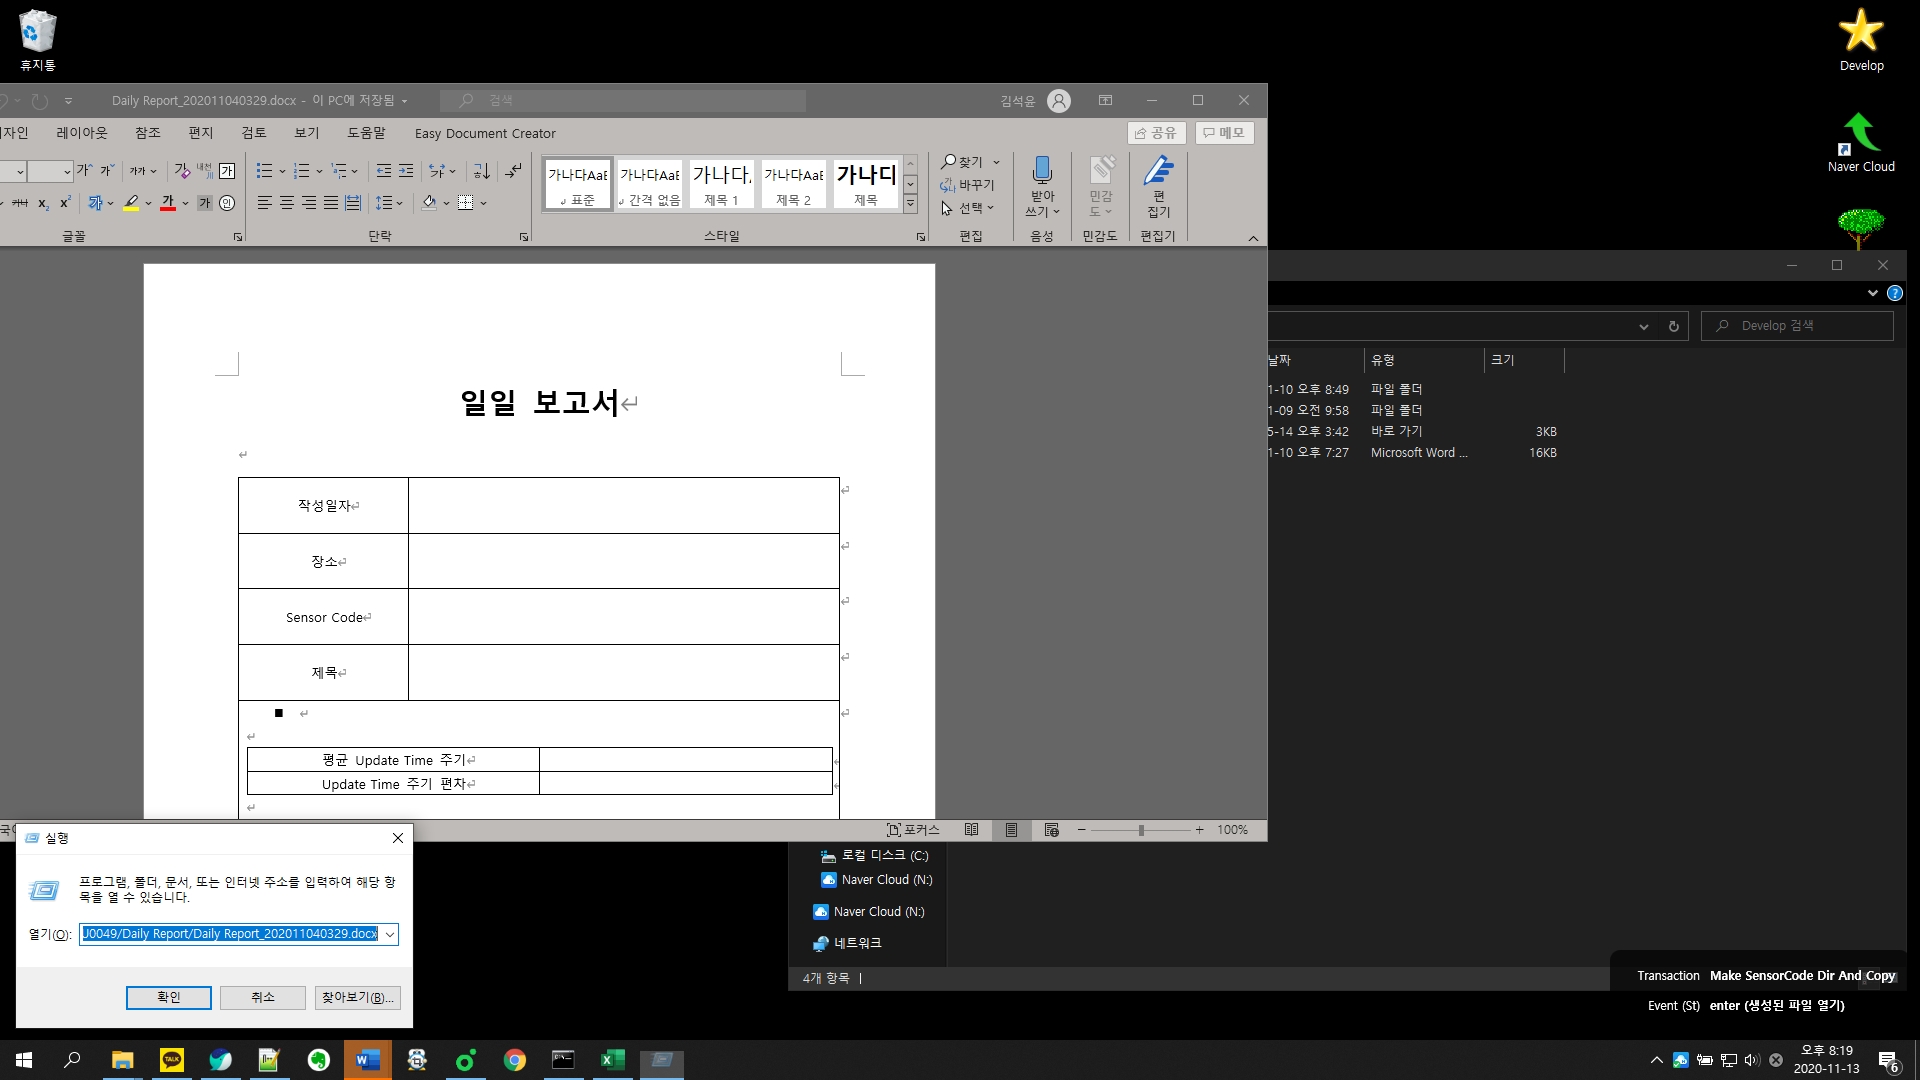 휴지통
Develop
Naver Cloud
Daily Report_202011040329.docx - 이 PC에 저장됨
검색
김석윤
레이아웃
참조
편지
검토
보기
도움말
Easy Document Creator
공유
메모
가나다AaB
표준
가나다AaB
간격 없음
가나다
제목 1
가나다AaB
제목 2
가나다
제목
찾기
바꾸기
선택
받아
쓰기
민감
도
편
집기
글꼴
단락
스타일
편집
음성
민감도
편집기
일일 보고서
작성일자
장소
Sensor Code
제목
평균 Update Time 주기
Update Time 주기 편차
포커스
100%
Develop 검색
날짜
유형
크기
1-10 오후 8:49
파일 폴더
1-09 오전 9:58
파일 폴더
5-14 오후 3:42
바로 가기
3KB
1-10 오후 7:27
Microsoft Word ...
16KB
로컬 디스크 (C:)
Naver Cloud (N:)
Naver Cloud (N:)
네트워크
4개 항목
실행
프로그램, 폴더, 문서, 또는 인터넷 주소를 입력하여 해당 항
목을 열 수 있습니다.
열기(O):
J0049/Daily Report/Daily Report_202011040329.docx
확인
취소
찾아보기(B)...
Transaction Make SensorCode Dir And Copy
Event (St) enter (생성된 파일 열기)
TALK
오후 8:19
2020-11-13
6